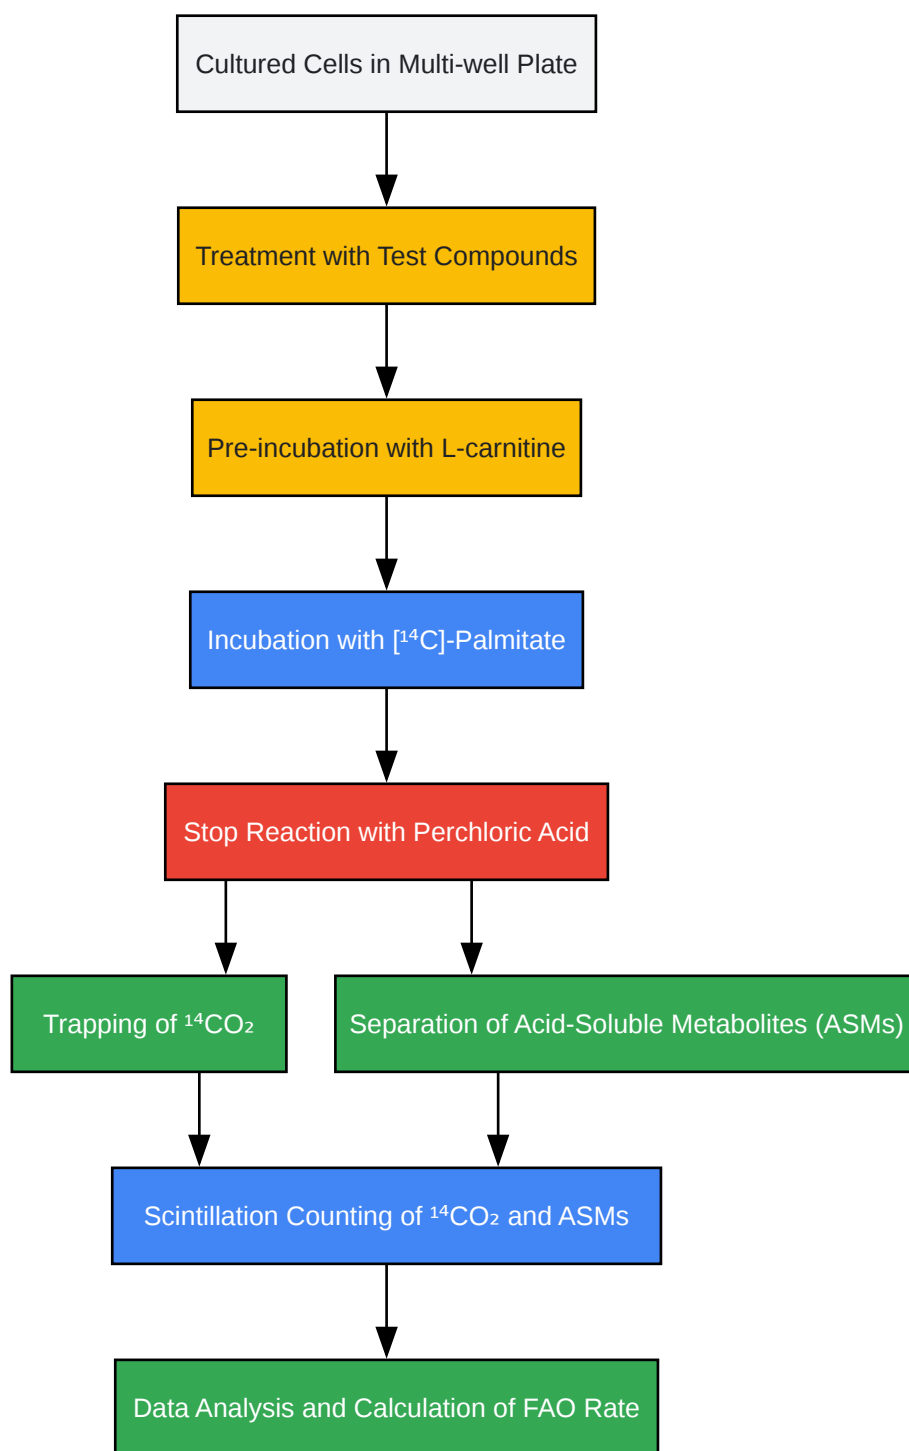 Cultured Cells in Multi-well Plate
Treatment with Test Compounds
Pre-incubation with L-carnitine
Incubation with [¹⁴C]-Palmitate
Stop Reaction with Perchloric Acid
Trapping of ¹⁴CO₂
Separation of Acid-Soluble Metabolites (ASMs)
Scintillation Counting of ¹⁴CO₂ and ASMs
Data Analysis and Calculation of FAO Rate